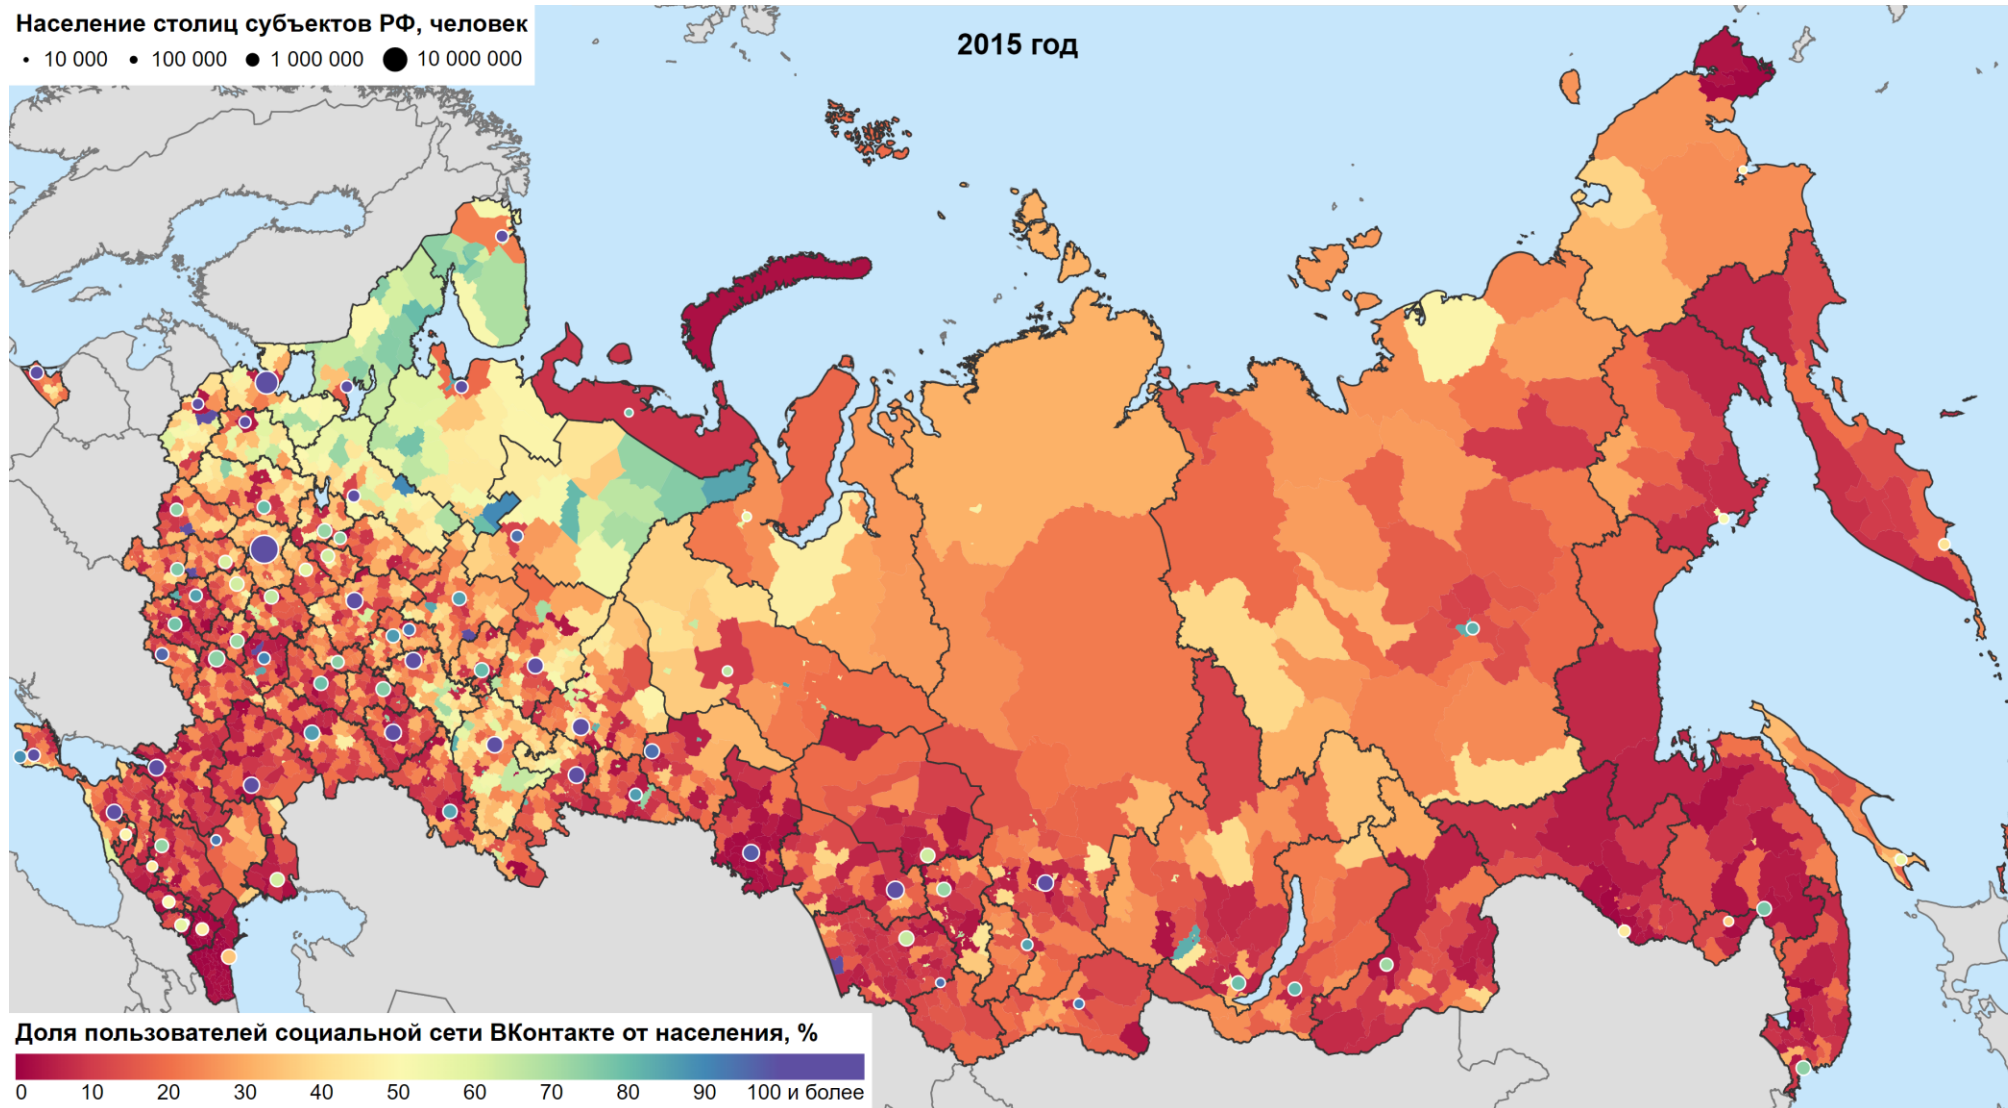 Население столиц субъектов РФ, человек
10 000 100 000 1 000 000 10 000 000
2015 год
Доля пользователей социальной сети ВКонтакте от населения, %
0 10 20 30 40 50 60 70 80 90 100 и более